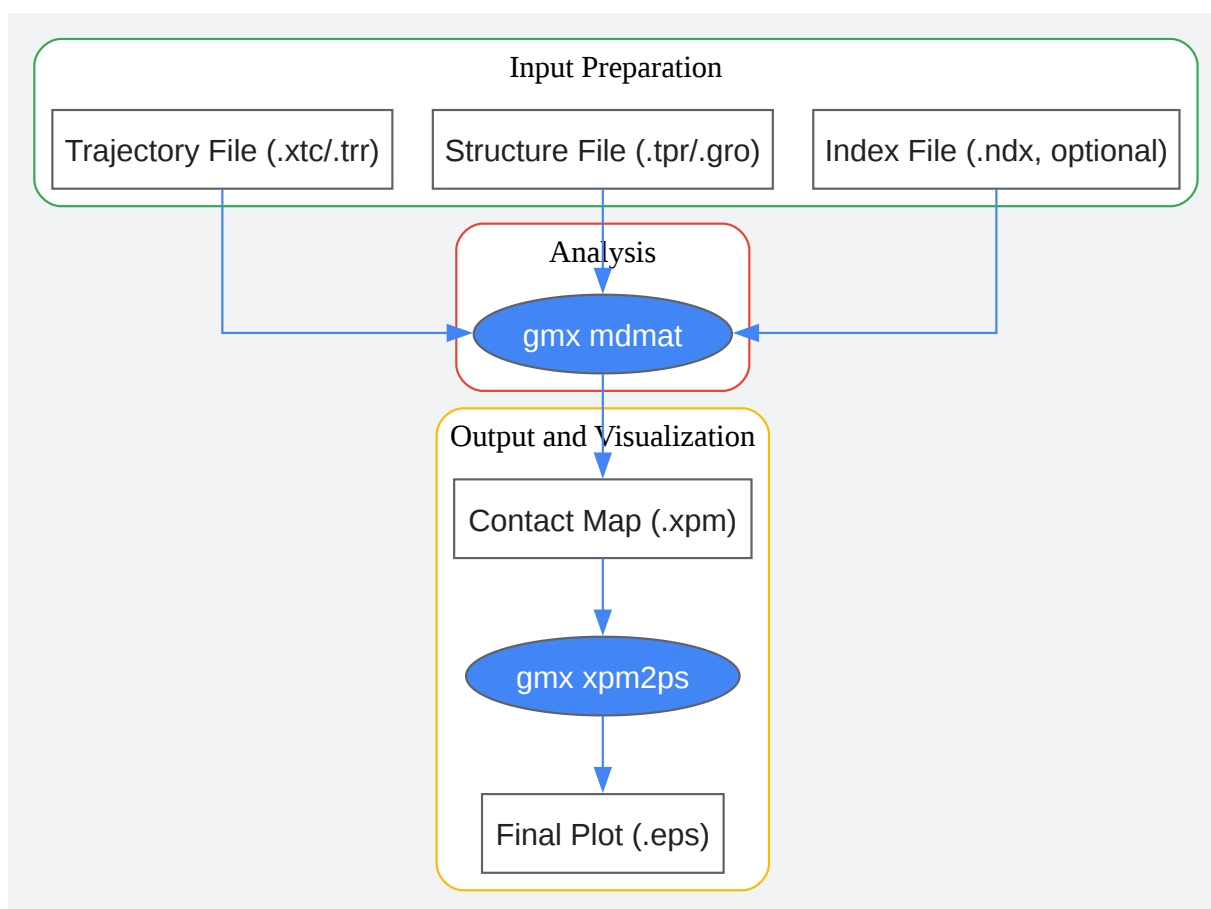 Input Preparation
Trajectory File (.xtc/.trr)
Structure File (.tpr/.gro)
Index File (.ndx, optional)
Analysis
gmx mdmat
Output and Visualization
Contact Map (.xpm)
gmx xpm2ps
Final Plot (.eps)